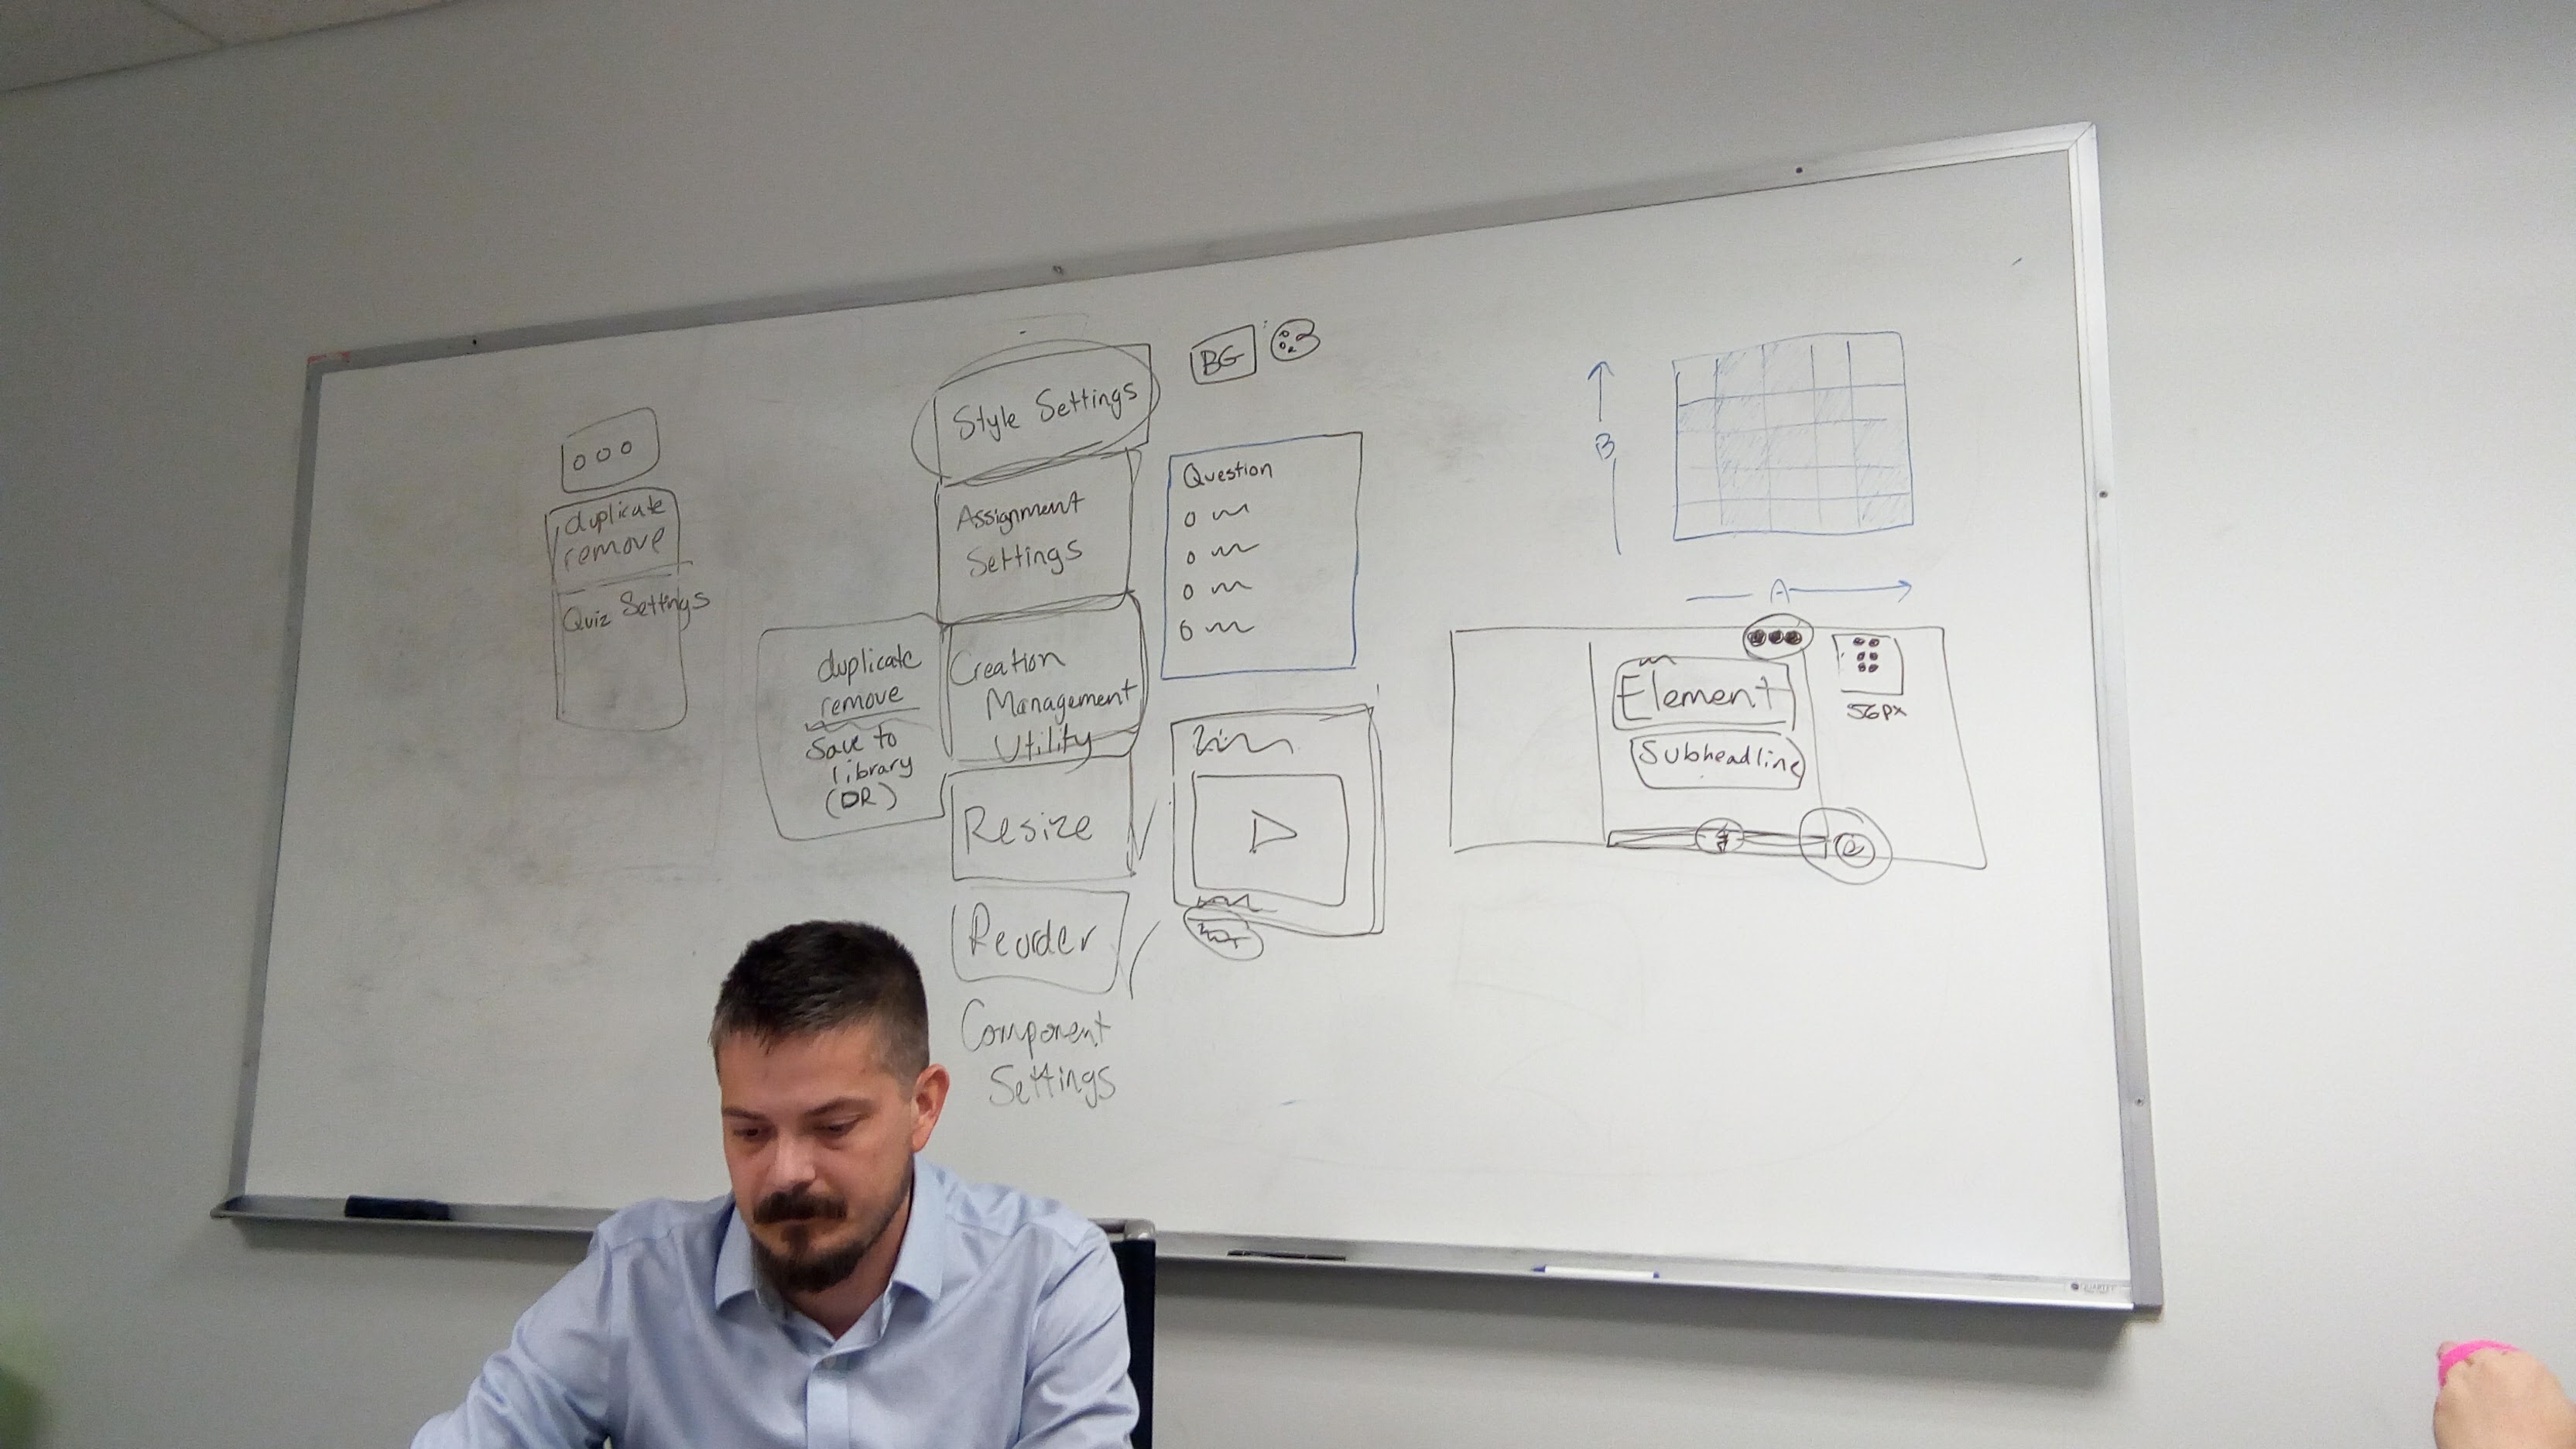 ooo
duplicate
remove
Quiz Settings
Style Settings
Assignment
Settings
duplicate
remove
Save to
library
(DR)
Creation
Management
Utility
Resize
Reorder
Component
Settings
BG
Question
B
A
Element
Subheadline
56px
QUARTET